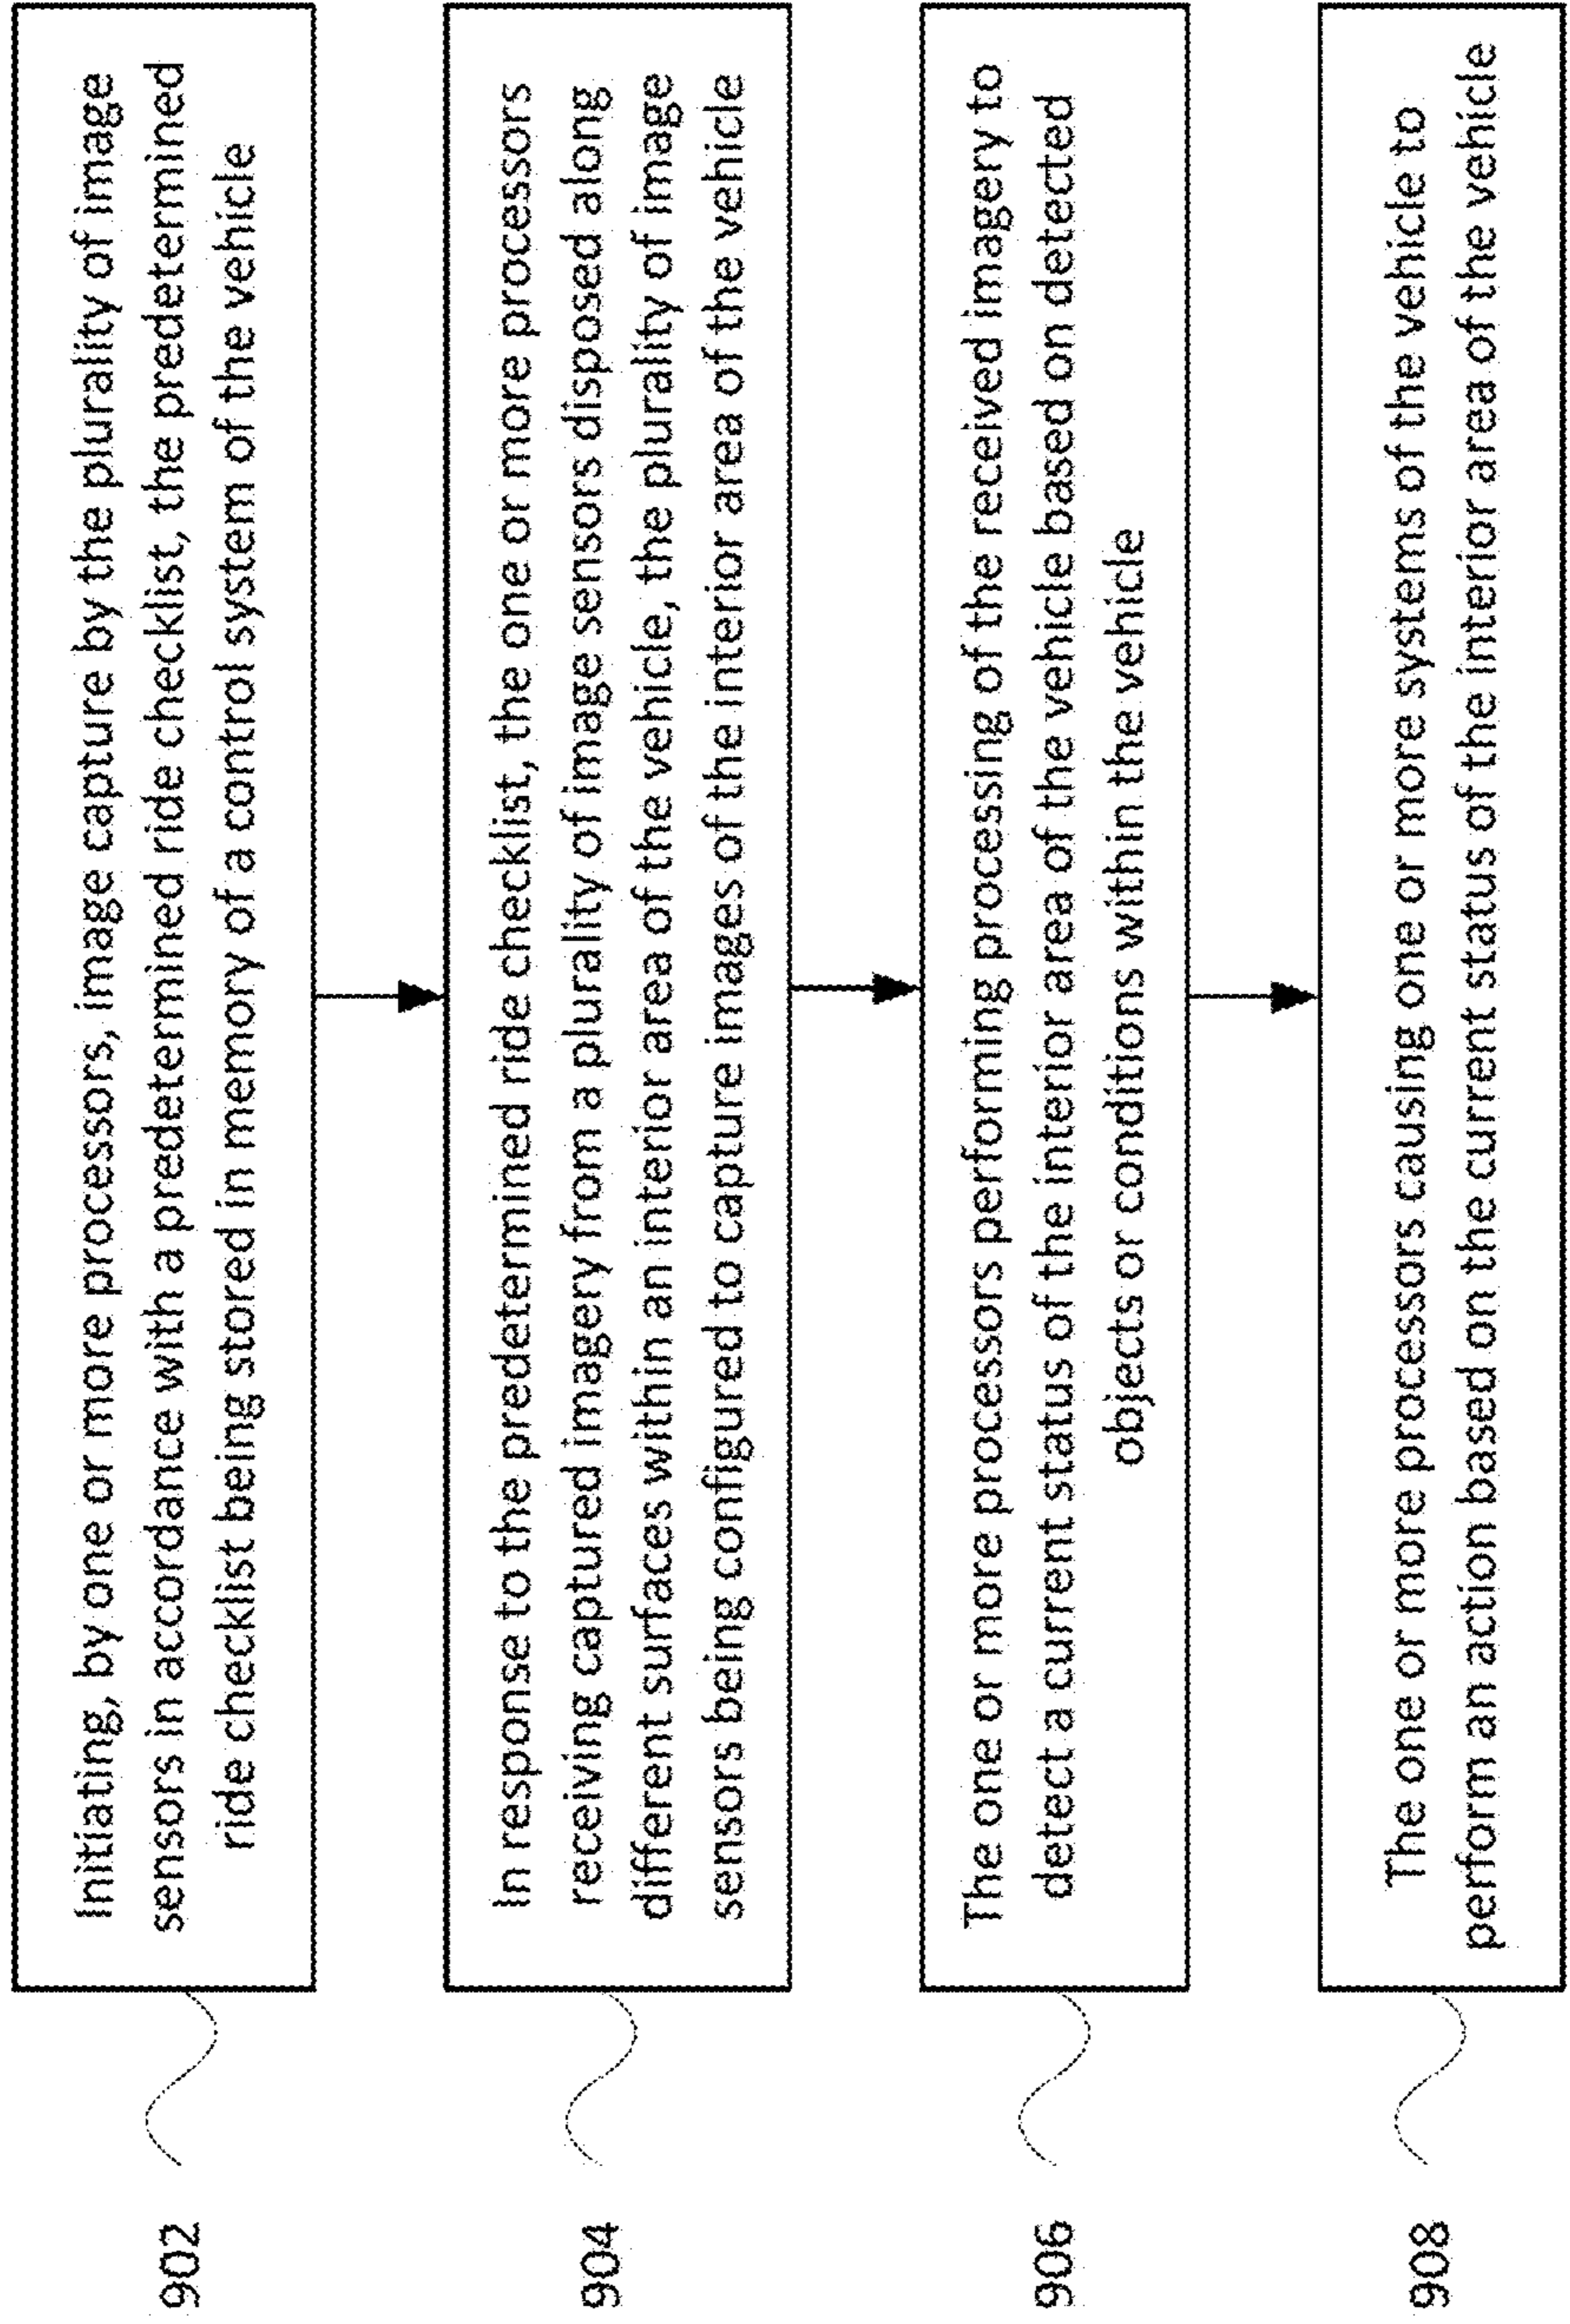 Initiating, by one or more processors, image capture by the plurality of image
sensors in accordance with a predetermined ride checklist, the predetermined
ride checklist being stored in memory of a control system of the vehicle
902
In response to the predetermined ride checklist, the one or more processors
receiving captured imagery from a plurality of image sensors disposed along
different surfaces within an interior area of the vehicle, the plurality of image
sensors being configured to capture images of the interior area of the vehicle
904
The one or more processors performing processing of the received imagery to
detect a current status of the interior area of the vehicle based on detected
objects or conditions within the vehicle
906
The one or more processors causing one or more systems of the vehicle to
perform an action based on the current status of the interior area of the vehicle
908